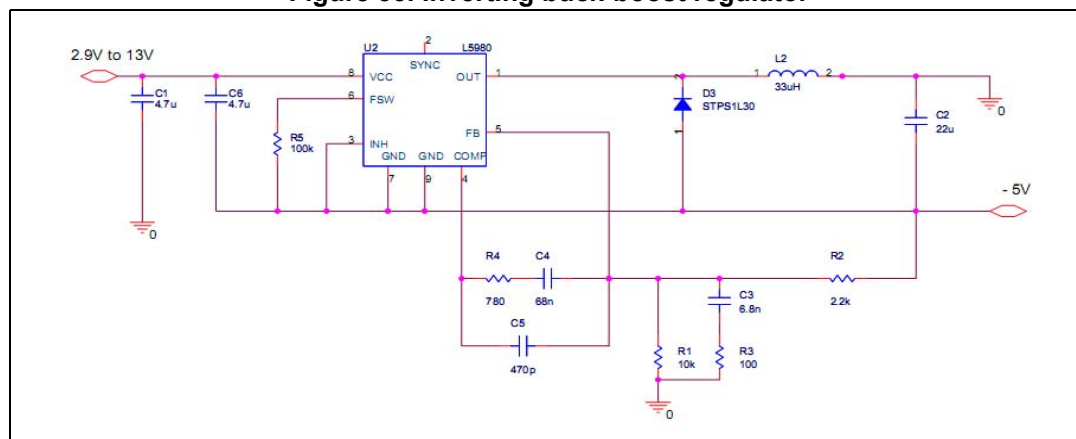 Figure 35. Inverting buck-boost regulator
2.9V to 13V
U2
2
L5980
SYNC
8
VCC
OUT
1
6
FSW
FB
5
3
INH
GND
GND
COMP
7
9
4
C1
4.7u
0
C6
4.7u
R5
100k
2
D3
STPS1L30
1
L2
1
2
33uH
0
C2
22u
- 5V
R4
780
C4
68n
C5
470p
R2
2.2k
C3
6.8n
R1
10k
R3
100
0